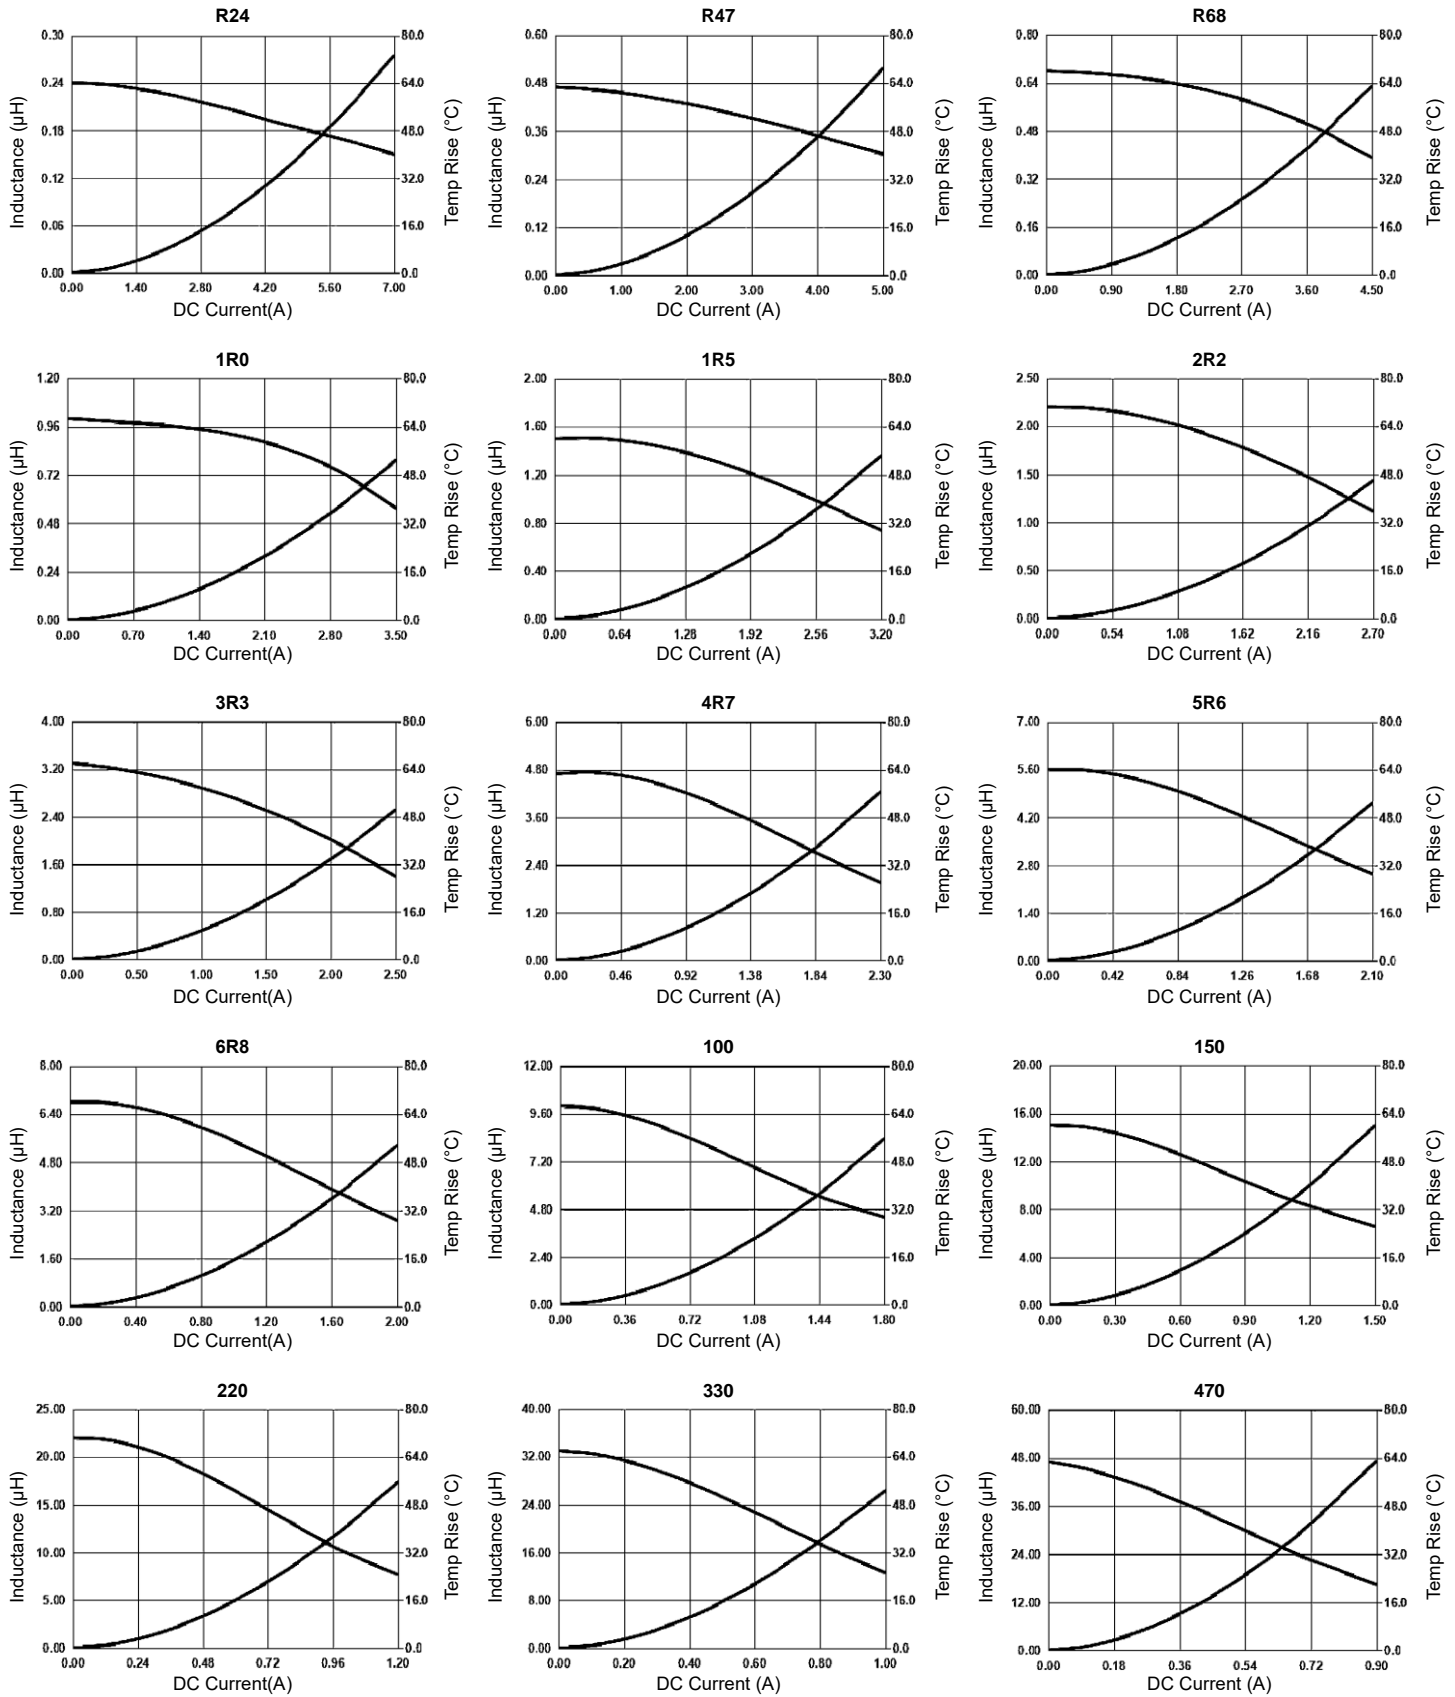 R24
Inductance (µH)
0.30
0.24
0.18
0.12
0.06
0.00
80.0
64.0
48.0
32.0
16.0
0.0
Temp Rise (°C)
0.00 1.40 2.80 4.20 5.60 7.00
DC Current(A)
R47
Inductance (µH)
0.60
0.48
0.36
0.24
0.12
0.00
80.0
64.0
48.0
32.0
16.0
0.0
Temp Rise (°C)
0.00 1.00 2.00 3.00 4.00 5.00
DC Current (A)
R68
Inductance (µH)
0.80
0.64
0.48
0.32
0.16
0.00
80.0
64.0
48.0
32.0
16.0
0.0
Temp Rise (°C)
0.00 0.90 1.80 2.70 3.60 4.50
DC Current (A)
1R0
Inductance (µH)
1.20
0.96
0.72
0.48
0.24
0.00
80.0
64.0
48.0
32.0
16.0
0.0
Temp Rise (°C)
0.00 0.70 1.40 2.10 2.80 3.50
DC Current(A)
1R5
Inductance (µH)
2.00
1.60
1.20
0.80
0.40
0.00
80.0
64.0
48.0
32.0
16.0
0.0
Temp Rise (°C)
0.00 0.64 1.28 1.92 2.56 3.20
DC Current (A)
2R2
Inductance (µH)
2.50
2.00
1.50
1.00
0.50
0.00
80.0
64.0
48.0
32.0
16.0
0.0
Temp Rise (°C)
0.00 0.54 1.08 1.62 2.16 2.70
DC Current (A)
3R3
Inductance (µH)
4.00
3.20
2.40
1.60
0.80
0.00
80.0
64.0
48.0
32.0
16.0
0.0
Temp Rise (°C)
0.00 0.50 1.00 1.50 2.00 2.50
DC Current(A)
4R7
Inductance (µH)
6.00
4.80
3.60
2.40
1.20
0.00
80.0
64.0
48.0
32.0
16.0
0.0
Temp Rise (°C)
0.00 0.46 0.92 1.38 1.84 2.30
DC Current (A)
5R6
Inductance (µH)
7.00
5.60
4.20
2.80
1.40
0.00
80.0
64.0
48.0
32.0
16.0
0.0
Temp Rise (°C)
0.00 0.42 0.84 1.26 1.68 2.10
DC Current (A)
6R8
Inductance (µH)
8.00
6.40
4.80
3.20
1.60
0.00
80.0
64.0
48.0
32.0
16.0
0.0
Temp Rise (°C)
0.00 0.40 0.80 1.20 1.60 2.00
DC Current(A)
100
Inductance (µH)
12.00
9.60
7.20
4.80
2.40
0.00
80.0
64.0
48.0
32.0
16.0
0.0
Temp Rise (°C)
0.00 0.36 0.72 1.08 1.44 1.80
DC Current (A)
150
Inductance (µH)
20.00
16.00
12.00
8.00
4.00
0.00
80.0
64.0
48.0
32.0
16.0
0.0
Temp Rise (°C)
0.00 0.30 0.60 0.90 1.20 1.50
DC Current (A)
220
Inductance (µH)
25.00
20.00
15.00
10.00
5.00
0.00
80.0
64.0
48.0
32.0
16.0
0.0
Temp Rise (°C)
0.00 0.24 0.48 0.72 0.96 1.20
DC Current(A)
330
Inductance (µH)
40.00
32.00
24.00
16.00
8.00
0.00
80.0
64.0
48.0
32.0
16.0
0.0
Temp Rise (°C)
0.00 0.20 0.40 0.60 0.80 1.00
DC Current (A)
470
Inductance (µH)
60.00
48.00
36.00
24.00
12.00
0.00
80.0
64.0
48.0
32.0
16.0
0.0
Temp Rise (°C)
0.00 0.18 0.36 0.54 0.72 0.90
DC Current (A)